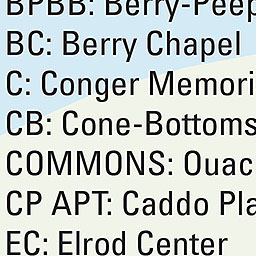 BPBB: Berry-Peep
BC: Berry Chapel
C: Conger Memori
CB: Cone-Bottoms
COMMONS: Ouac
CP APT: Caddo Pla
EC: Elrod Center